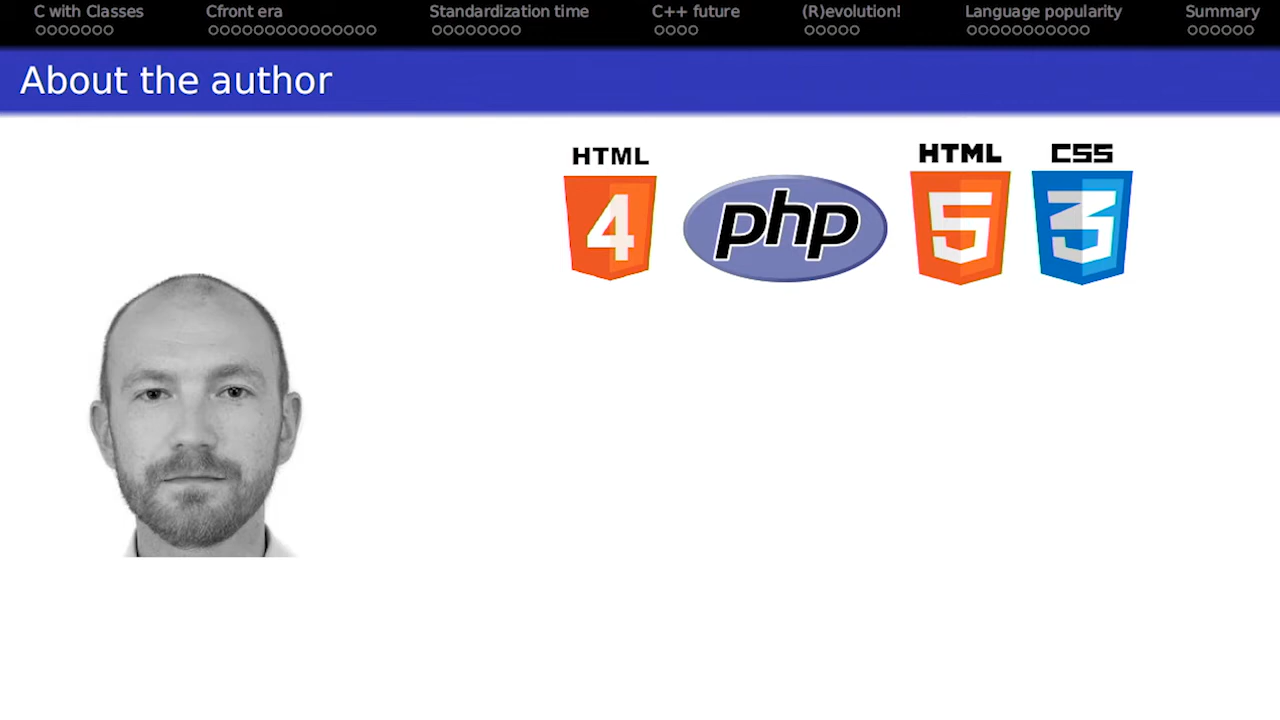 C with Classes Cfront era Standardization time C++ future (R)evolution! Language popularity Summary
About the author
HTML 4 php HTML 5 CSS 3